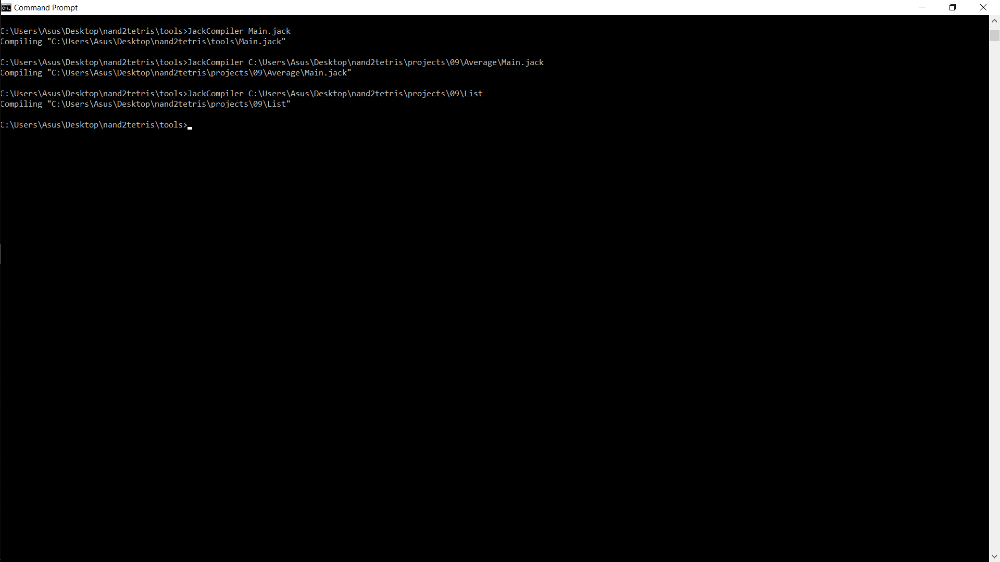 Command Prompt
C:\Users\Asus\Desktop\nand2tetris\tools>JackCompiler Main.jack
Compiling "C:\Users\Asus\Desktop\nand2tetris\tools\Main.jack"
C:\Users\Asus\Desktop\nand2tetris\tools>JackCompiler C:\Users\Asus\Desktop\nand2tetris\projects\09\Average\Main.jack
Compiling "C:\Users\Asus\Desktop\nand2tetris\projects\09\Average\Main.jack"
C:\Users\Asus\Desktop\nand2tetris\tools>JackCompiler C:\Users\Asus\Desktop\nand2tetris\projects\09\List
Compiling "C:\Users\Asus\Desktop\nand2tetris\projects\09\List"
C:\Users\Asus\Desktop\nand2tetris\tools>